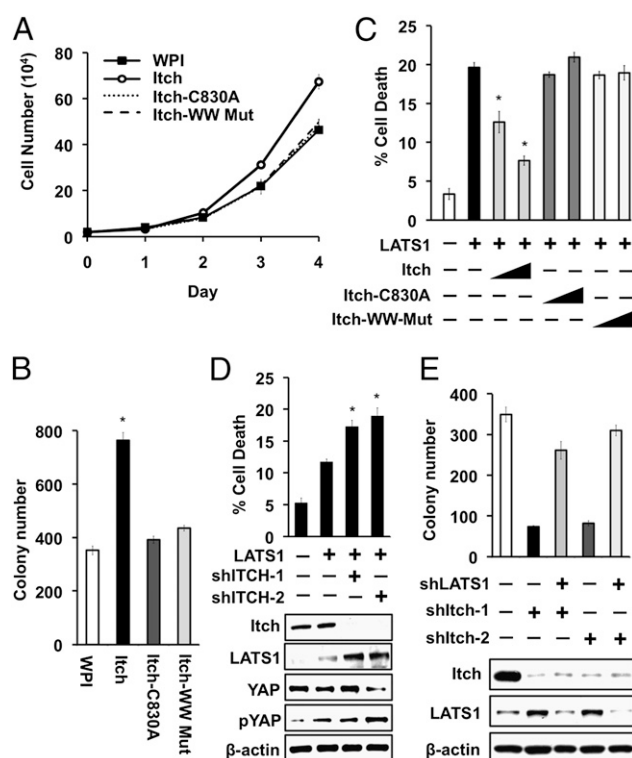 A
Cell Number (10⁴)
80
60
40
20
0
0 1 2 3 4
Day
WPI
Itch
Itch-C830A
Itch-WW Mut
C
% Cell Death
25
20
15
10
5
0
* *
LATS1 – + + + + + + +
Itch – – – – – –
Itch-C830A – – – – – –
Itch-WW-Mut – – – – – –
B
Colony number
800
600
400
200
0
*
WPI
Itch
Itch-C830A
Itch-WW Mut
D
% Cell Death
25
20
15
10
5
0
* *
LATS1 – + + +
shITCH-1 – – + –
shITCH-2 – – – +
Itch
LATS1
YAP
pYAP
β-actin
E
Colony number
400
300
200
100
0
shLATS1 – – + – +
shItch-1 – + + – –
shItch-2 – – – + +
Itch
LATS1
β-actin